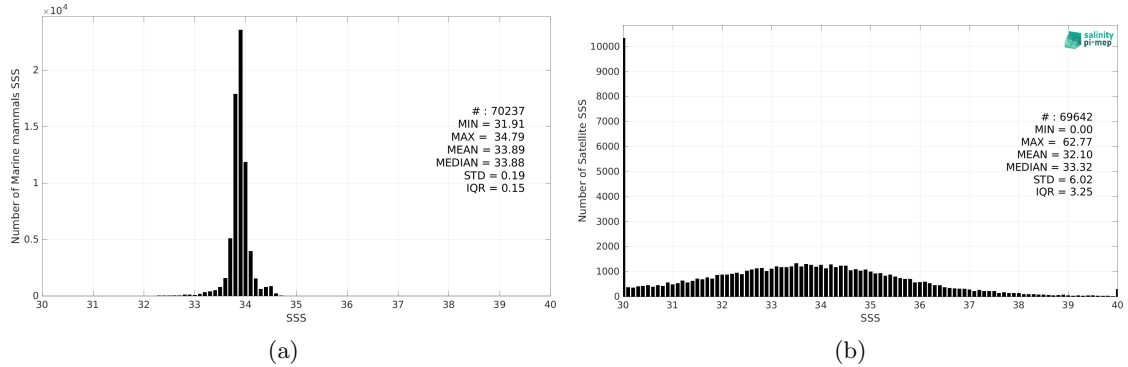 ×10⁴
Number of Marine mammals SSS
2
1.5
1
0.5
0
30 31 32 33 34 35 36 37 38 39 40
SSS
# : 70237
MIN = 31.91
MAX = 34.79
MEAN = 33.89
MEDIAN = 33.88
STD = 0.19
IQR = 0.15
(a)
salinity
pi-mep
Number of Satellite SSS
10000
9000
8000
7000
6000
5000
4000
3000
2000
1000
0
30 31 32 33 34 35 36 37 38 39 40
SSS
# : 69642
MIN = 0.00
MAX = 62.77
MEAN = 32.10
MEDIAN = 33.32
STD = 6.02
IQR = 3.25
(b)